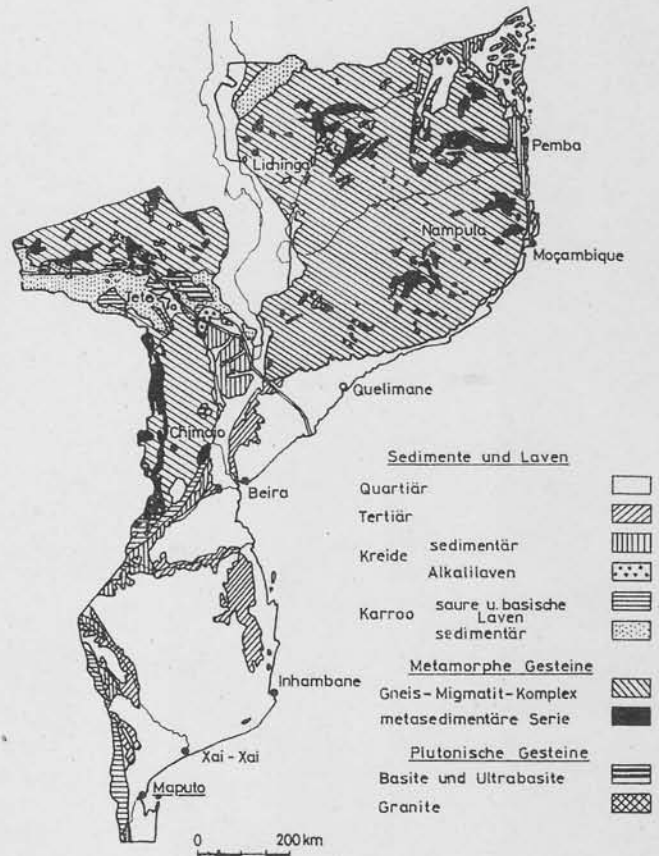 Lichinga
Pemba
Nampula
Moçambique
Tete
Quelimane
Chimoio
Beira
Inhambane
Xai-Xai
Maputo
0 200 km
Sedimente und Laven
Quartiär
Tertiär
Kreide sedimentär
Alkalilaven
Karroo saure u. basische
Laven
sedimentär
Metamorphe Gesteine
Gneis-Migmatit-Komplex
metasedimentäre Serie
Plutonische Gesteine
Basite und Ultrabasite
Granite